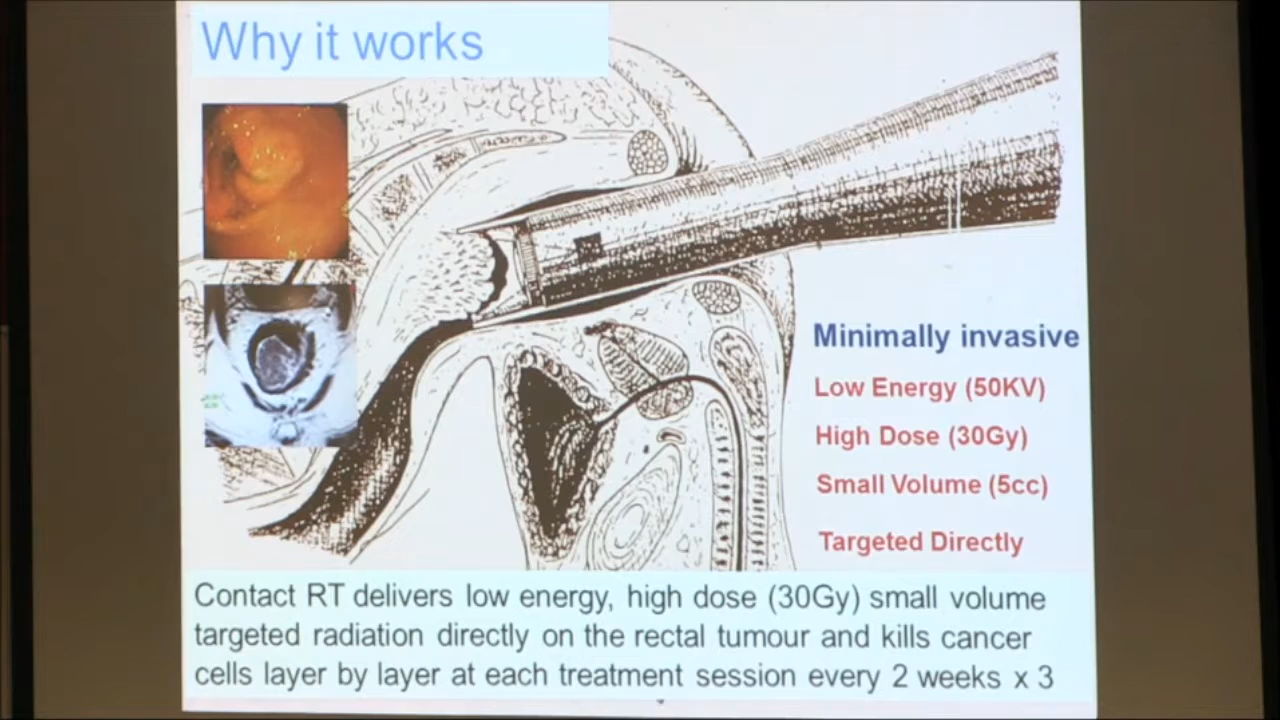 Why it works
Minimally invasive
Low Energy (50KV)
High Dose (30Gy)
Small Volume (5cc)
Targeted Directly
Contact RT delivers low energy, high dose (30Gy) small volume
targeted radiation directly on the rectal tumour and kills cancer
cells layer by layer at each treatment session every 2 weeks x 3